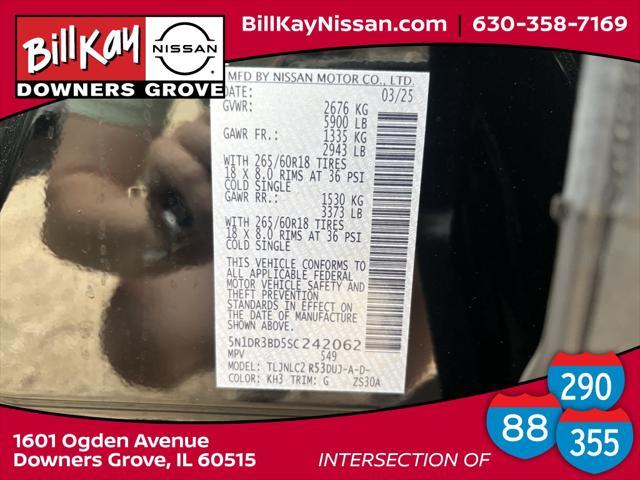 BillKay
NISSAN
DOWNERS GROVE
BillKayNissan.com | 630-358-7169
MFD BY NISSAN MOTOR CO., LTD.
DATE: 03/25
GVWR: 2676 KG
5900 LB
GAWR FR.: 1335 KG
2943 LB
WITH 265/60R18 TIRES
18 X 8.0 RIMS AT 36 PSI
COLD SINGLE
GAWR RR.: 1530 KG
3373 LB
WITH 265/60R18 TIRES
18 X 8.0 RIMS AT 36 PSI
COLD SINGLE
THIS VEHICLE CONFORMS TO
ALL APPLICABLE FEDERAL
MOTOR VEHICLE SAFETY AND
THEFT PREVENTION
STANDARDS IN EFFECT ON
THE DATE OF MANUFACTURE
SHOWN ABOVE.
5N1DR3BD5SC242062
MPV 549
MODEL: TLJNLC2 R53DUJ-A-D-
COLOR: KH3 TRIM: G ZS30A
290
88
355
1601 Ogden Avenue
Downers Grove, IL 60515
INTERSECTION OF